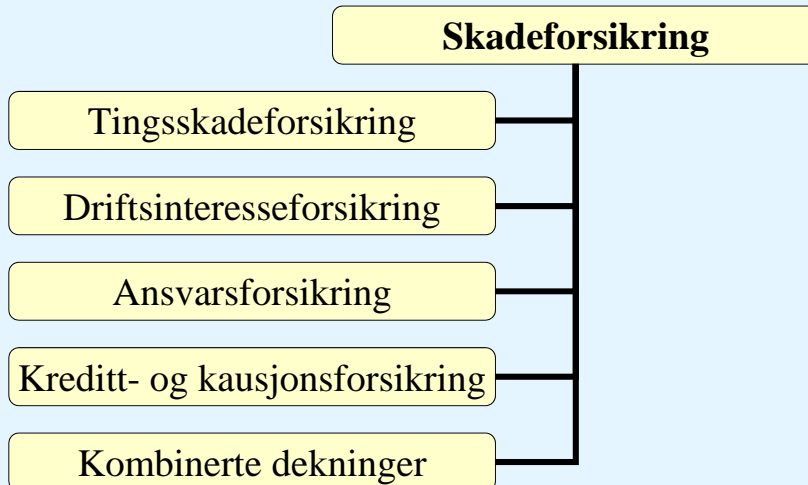 Skadeforsikring
Tingsskadeforsikring
Driftsinteresseforsikring
Ansvarsforsikring
Kreditt- og kausjonsforsikring
Kombinerte dekninger